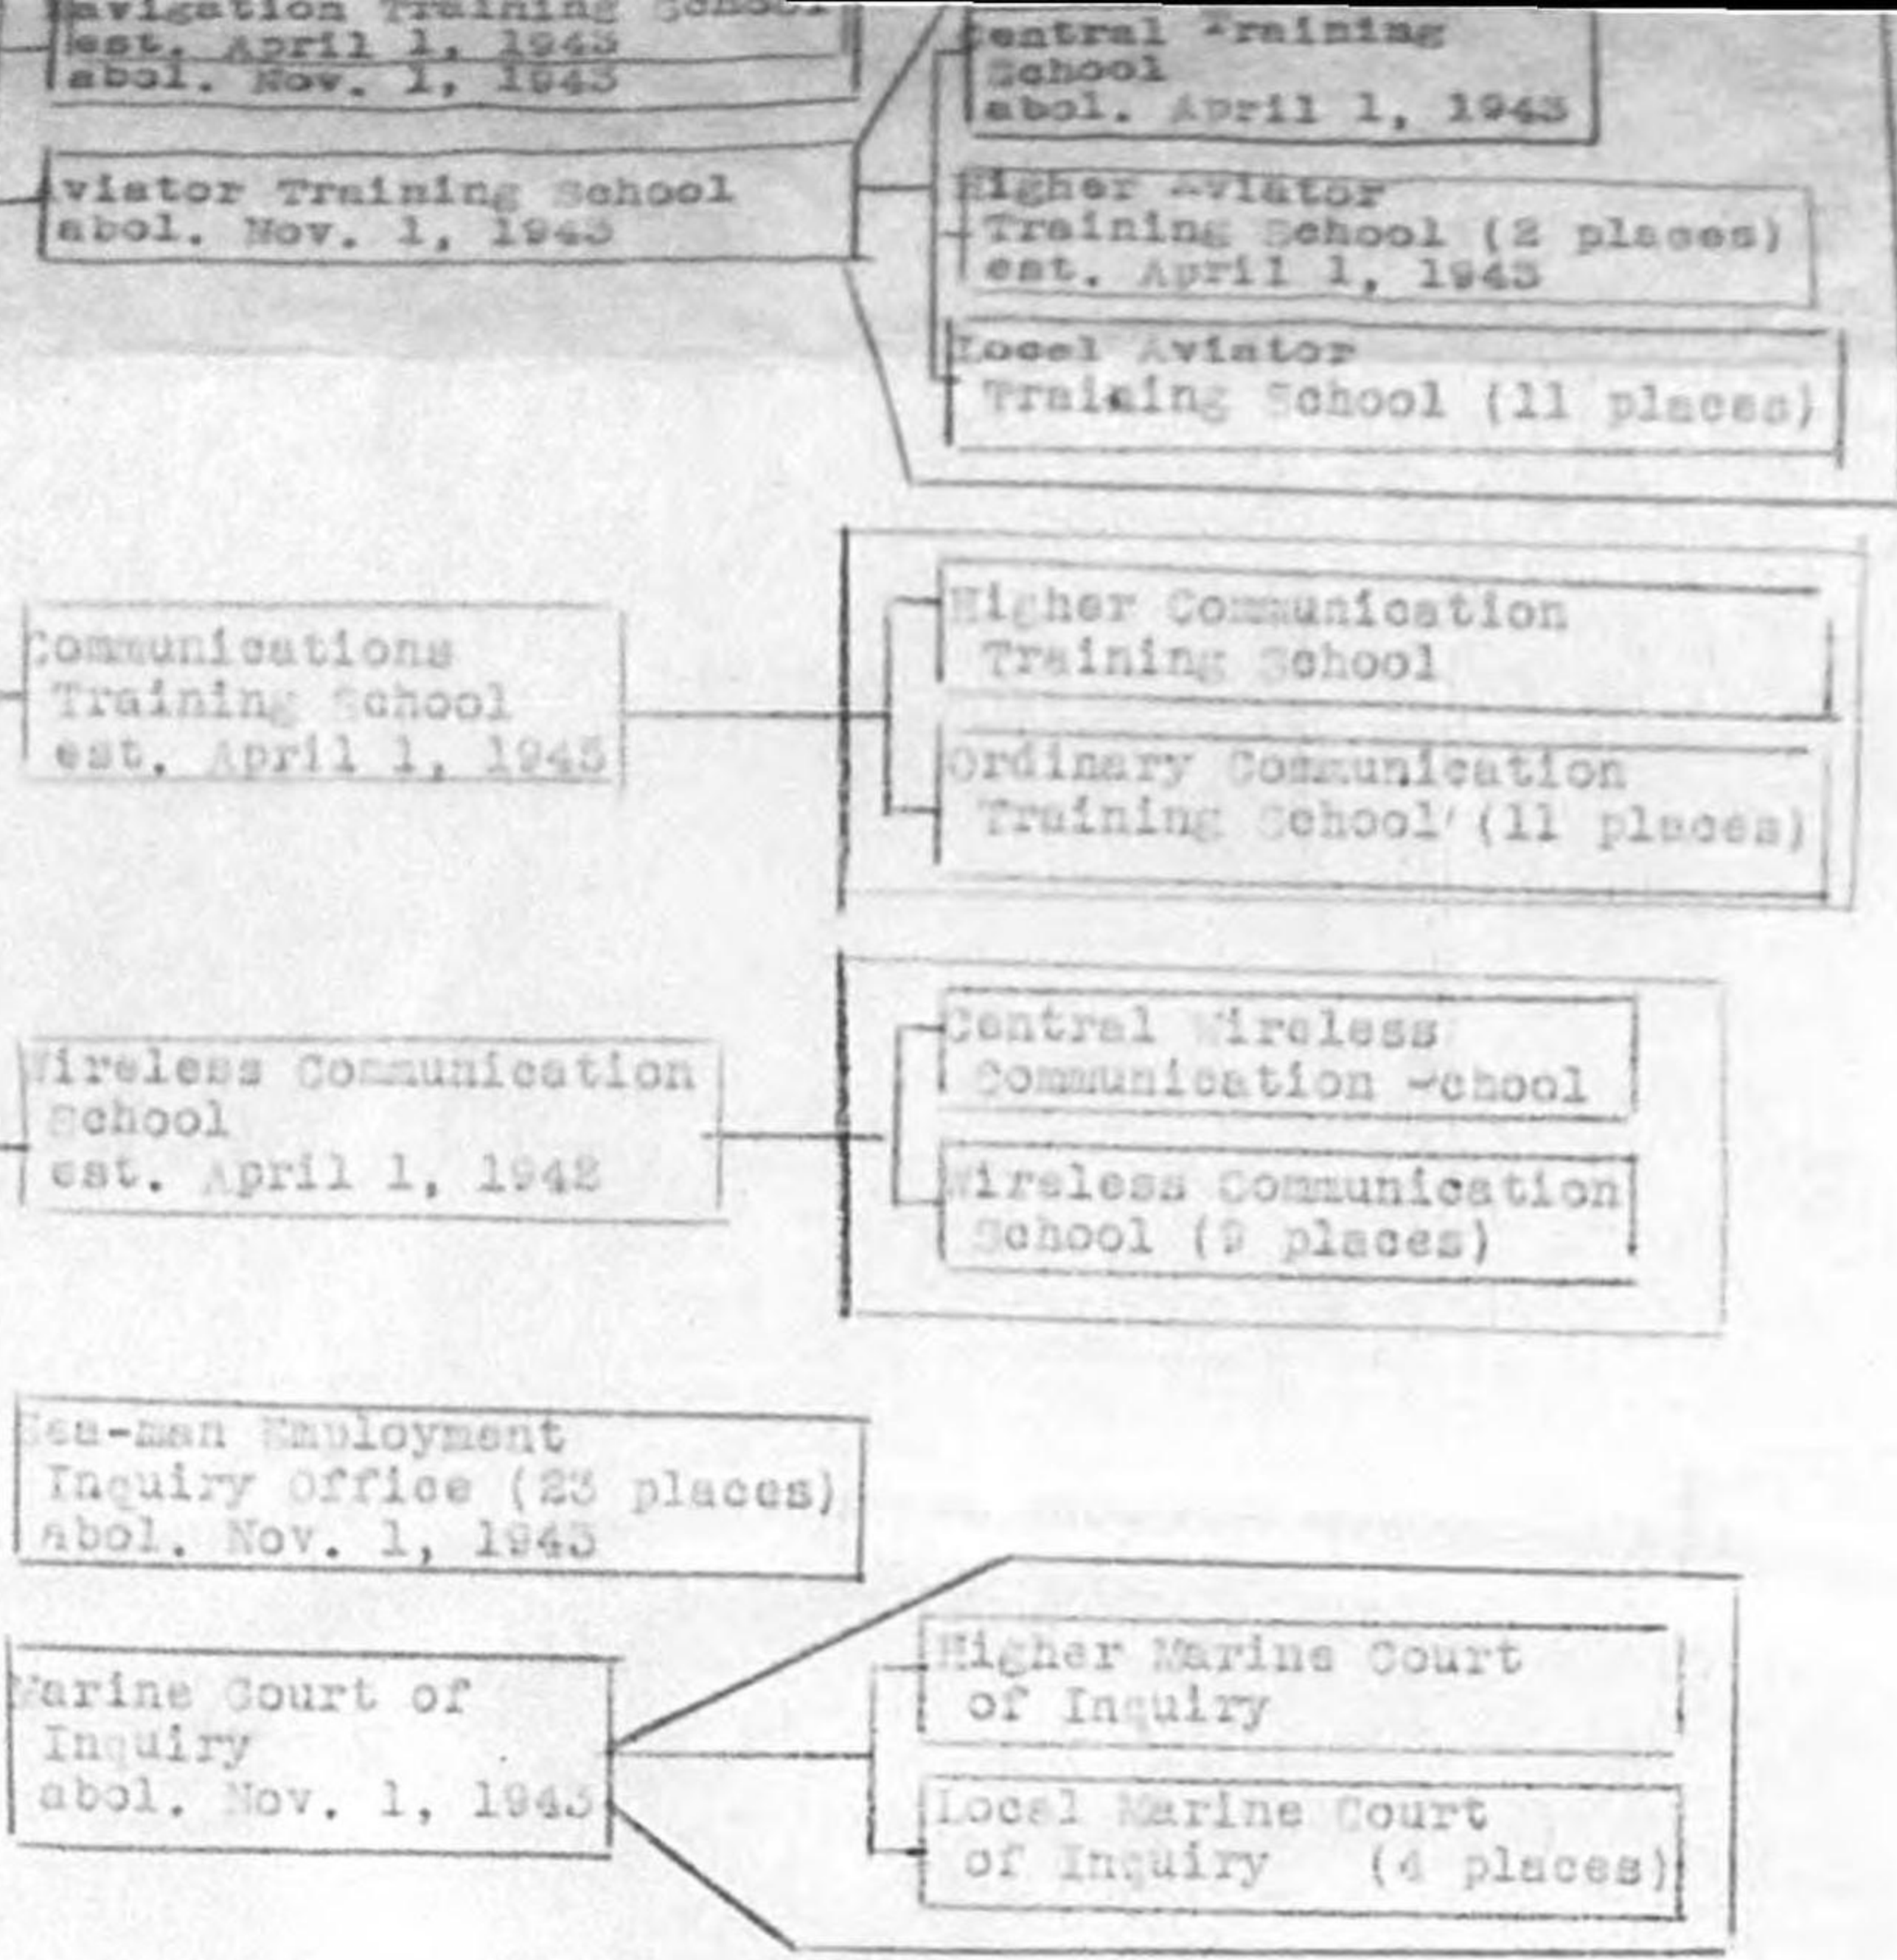 Navigation Training School
est. April 1, 1943
abol. Nov. 1, 1943
Aviator Training School
abol. Nov. 1, 1943
Central Training
School
abol. April 1, 1943
Higher Aviator
Training School (2 places)
est. April 1, 1943
Local Aviator
Training School (11 places)
Communications
Training School
est. April 1, 1943
Higher Communication
Training School
Ordinary Communication
Training School (11 places)
Wireless Communication
School
est. April 1, 1942
Central Wireless
Communication School
Wireless Communication
School (9 places)
Sea-man Employment
Inquiry Office (23 places)
abol. Nov. 1, 1943
Marine Court of
Inquiry
abol. Nov. 1, 1943
Higher Marine Court
of Inquiry
Local Marine Court
of Inquiry (4 places)